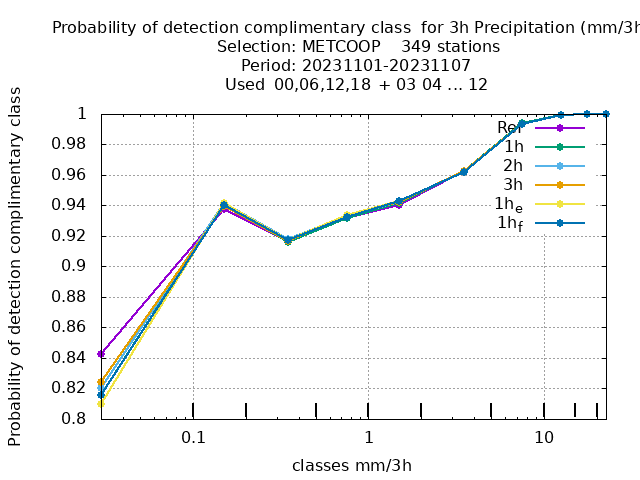 Probability of detection complimentary class for 3h Precipitation (mm/3h
Selection: METCOOP 349 stations
Period: 20231101-20231107
Used 00,06,12,18 + 03 04 ... 12
Probability of detection complimentary class
1
0.98
0.96
0.94
0.92
0.9
0.88
0.86
0.84
0.82
0.8
Ref
1h
2h
3h
1he
1hf
0.1 1 10
classes mm/3h